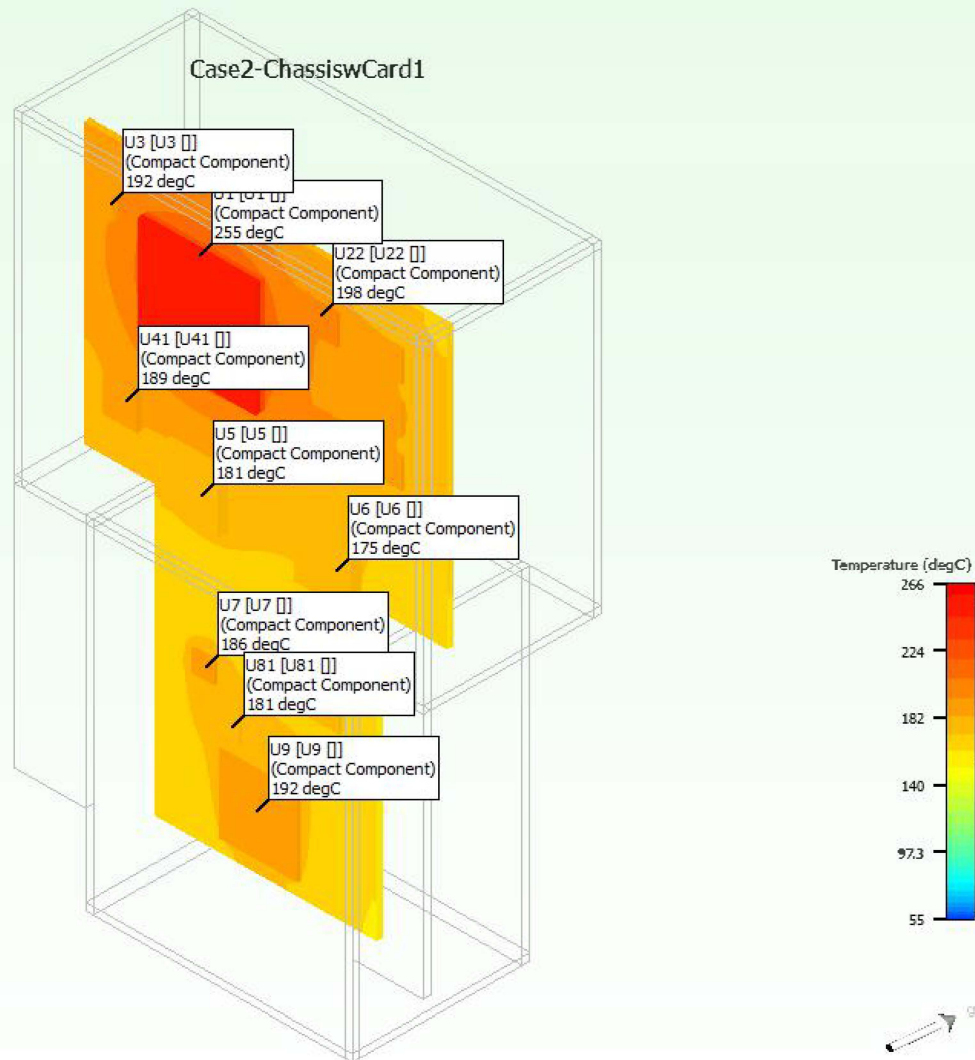 Case2-ChassiswCard1
U3 [U3 []]
(Compact Component)
192 degC
U1 [U1 []]
(Compact Component)
255 degC
U22 [U22 []]
(Compact Component)
198 degC
U41 [U41 []]
(Compact Component)
189 degC
U5 [U5 []]
(Compact Component)
181 degC
U6 [U6 []]
(Compact Component)
175 degC
U7 [U7 []]
(Compact Component)
186 degC
U81 [U81 []]
(Compact Component)
181 degC
U9 [U9 []]
(Compact Component)
192 degC
Temperature (degC)
266
224
182
140
97.3
55
g